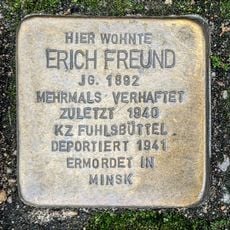 HIER WOHNTE
ERICH FREUND
JG. 1892
MEHRMALS VERHAFTET
ZULETZT 1940
KZ FUHLSBÜTTEL
DEPORTIERT 1941
ERMORDET IN
MINSK